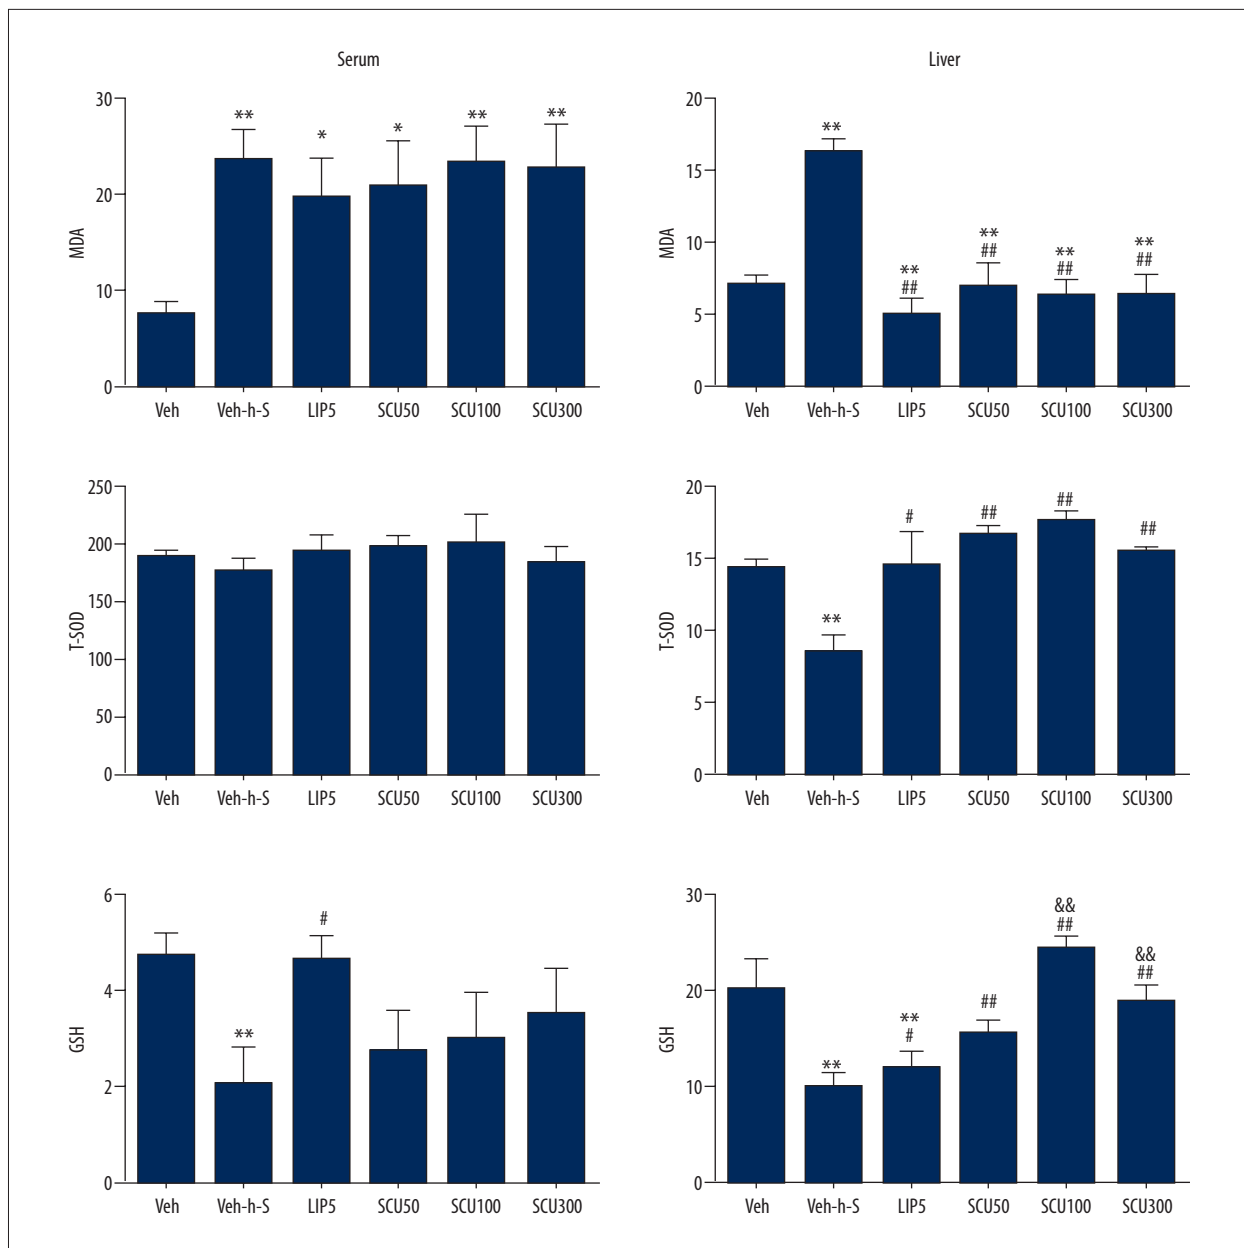 Serum
30
20
10
0
MDA
** * * ** **
Veh Veh-h-S LIP5 SCU50 SCU100 SCU300
Liver
20
15
10
5
0
MDA
**
** ** ** **
## ## ## ##
Veh Veh-h-S LIP5 SCU50 SCU100 SCU300
250
200
150
100
50
0
T-SOD
Veh Veh-h-S LIP5 SCU50 SCU100 SCU300
20
15
10
5
0
T-SOD
** # ## ## ##
Veh Veh-h-S LIP5 SCU50 SCU100 SCU300
6
4
2
0
GSH
** #
Veh Veh-h-S LIP5 SCU50 SCU100 SCU300
30
20
10
0
GSH
&& &&
** ** ## ## ##
#
Veh Veh-h-S LIP5 SCU50 SCU100 SCU300